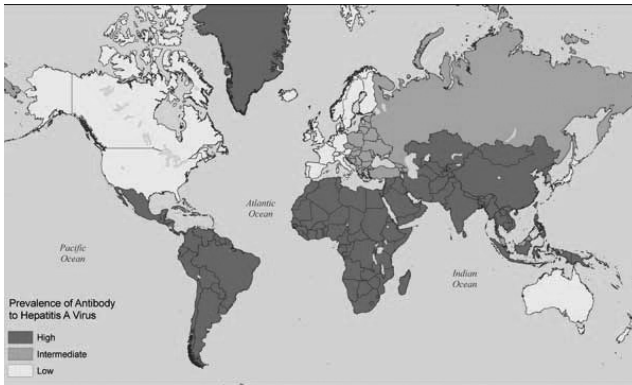 Atlantic
Ocean
Pacific
Ocean
Indian
Ocean
Prevalence of Antibody
to Hepatitis A Virus
High
Intermediate
Low